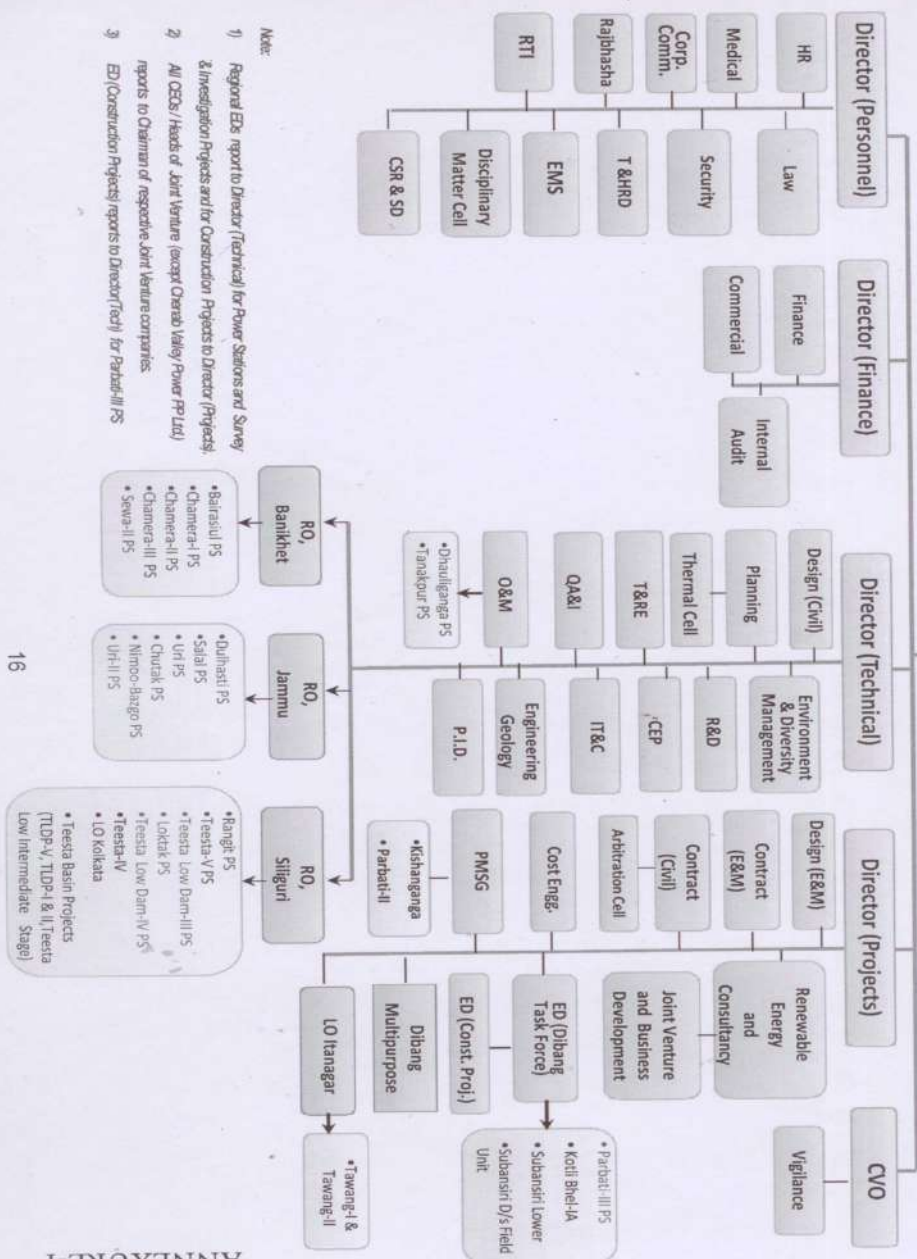 Director (Personnel)
HR
Law
Medical
Security
Corp.
Comm.
T &HRD
Rajbhasha
EMS
RTI
Disciplinary
Matter Cell
CSR & SD
Director (Finance)
Finance
Commercial
Internal
Audit
Director (Technical)
Design (Civil)
Environment
& Diversity
Management
Planning
R&D
Thermal Cell
CEP
T&RE
IT&C
QA&I
Engineering
Geology
O&M
P.I.D.
•Dhauliganga PS
•Tanakpur PS
Director (Projects)
Design (E&M)
Renewable
Energy
and
Consultancy
Contract
(E&M)
Contract
(Civil)
Joint Venture
and Business
Development
Arbitration Cell
Cost Engg.
ED (Dibang
Task Force)
•Parbati-III PS
•Kotli Bhel-IA
•Subansiri Lower
•Subansiri D/s Field
Unit
PMSG
ED (Const. Proj.)
•Kishanganga
•Parbati-II
Dibang
Multipurpose
LO Itanagar
•Tawang-I &
Tawang-II
CVO
Vigilance
RO,
Banikhet
•Bairasiul PS
•Chamera-I PS
•Chamera-II PS
•Chamera-III PS
•Sewa-II PS
RO,
Jammu
•Dulhasti PS
•Salal PS
•Uri PS
•Chutak PS
•Nimoo-Bazgo PS
•Uri-II PS
RO,
Siliguri
•Rangit PS
•Teesta-V PS
•Teesta Low Dam-III PS
•Loktak PS
•Teesta Low Dam-IV PS
•Teesta-IV
•LO Kolkata
•Teesta Basin Projects
(TLDP-V, TLDP-I & II,Teesta
Low Intermediate Stage)
Note:
1) Regional EDs report to Director (Technical) for Power Stations and Survey
& Investigation Projects and for Construction Projects to Director (Projects).
2) All CEOs / Heads of Joint Venture (except Chenab Valley Power PP Ltd.)
reports to Chairman of respective Joint Venture companies.
3) ED (Construction Projects) reports to Director(Tech) for Parbati-III PS
16
ANNEXURE-I